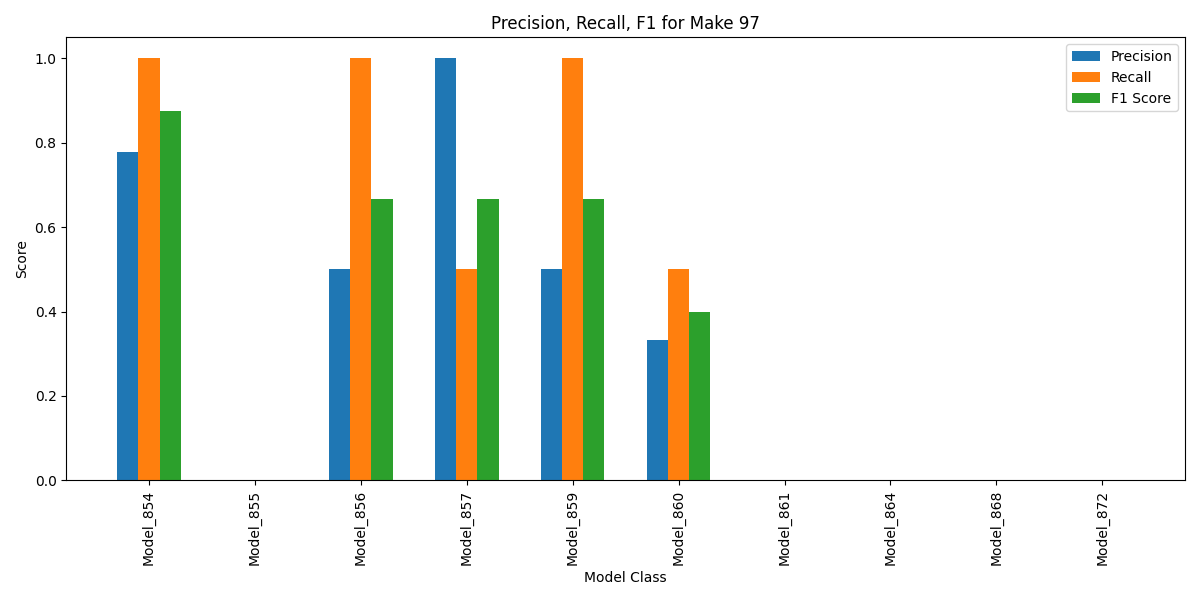 Precision, Recall, F1 for Make 97
Precision
Recall
F1 Score
Score
1.0
0.8
0.6
0.4
0.2
0.0
Model_854
Model_855
Model_856
Model_857
Model_859
Model_860
Model_861
Model_864
Model_868
Model_872
Model Class